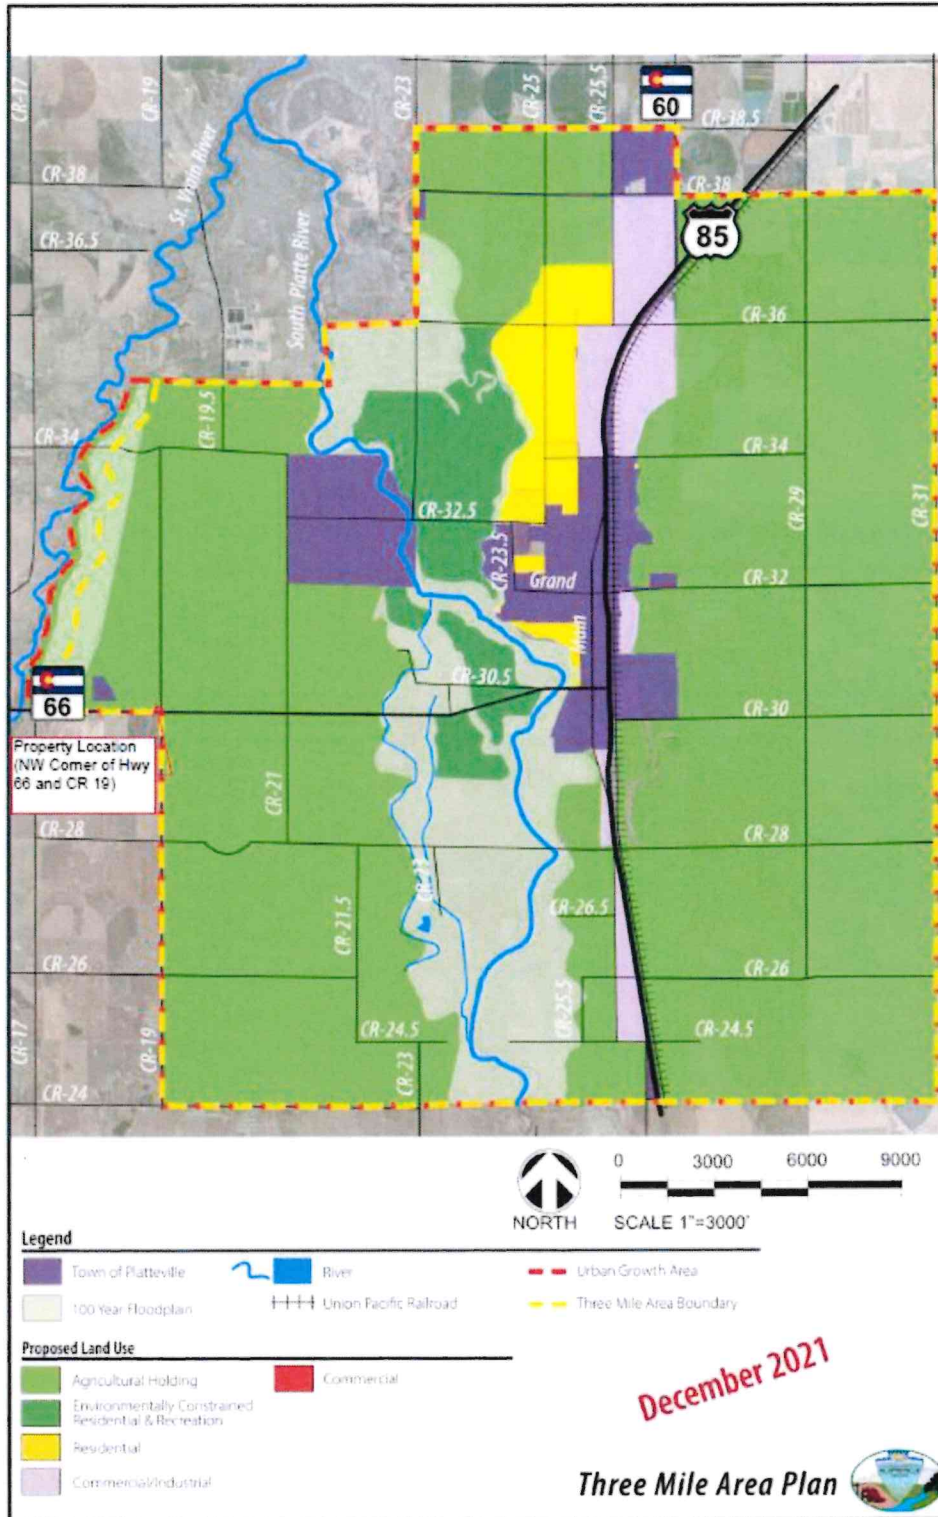 CR-17
CR-19
CR-23
CR-25
CR-25.5
60
CR-38.5
St. Vrain River
CR-38
CR-38
CR-36.5
85
South Platte River
CR-36
CR-19.5
CR-34
CR-34
CR-29
CR-31
CR-32.5
CR-23.5
Grand
CR-32
Main
CR-30.5
66
CR-30
Property Location
(NW Corner of Hwy
66 and CR 19)
CR-21
CR-28
CR-28
CR-23
CR-21.5
CR-26.5
CR-26
CR-26
CR-25.5
CR-17
CR-19
CR-24.5
CR-24.5
CR-23
CR-24
NORTH
0 3000 6000 9000
SCALE 1"=3000'
Legend
Town of Platteville
River
Urban Growth Area
100 Year Floodplain
Union Pacific Railroad
Three Mile Area Boundary
Proposed Land Use
Agricultural Holding
Commercial
Environmentally Constrained
Residential & Recreation
Residential
Commercial/Industrial
December 2021
Three Mile Area Plan